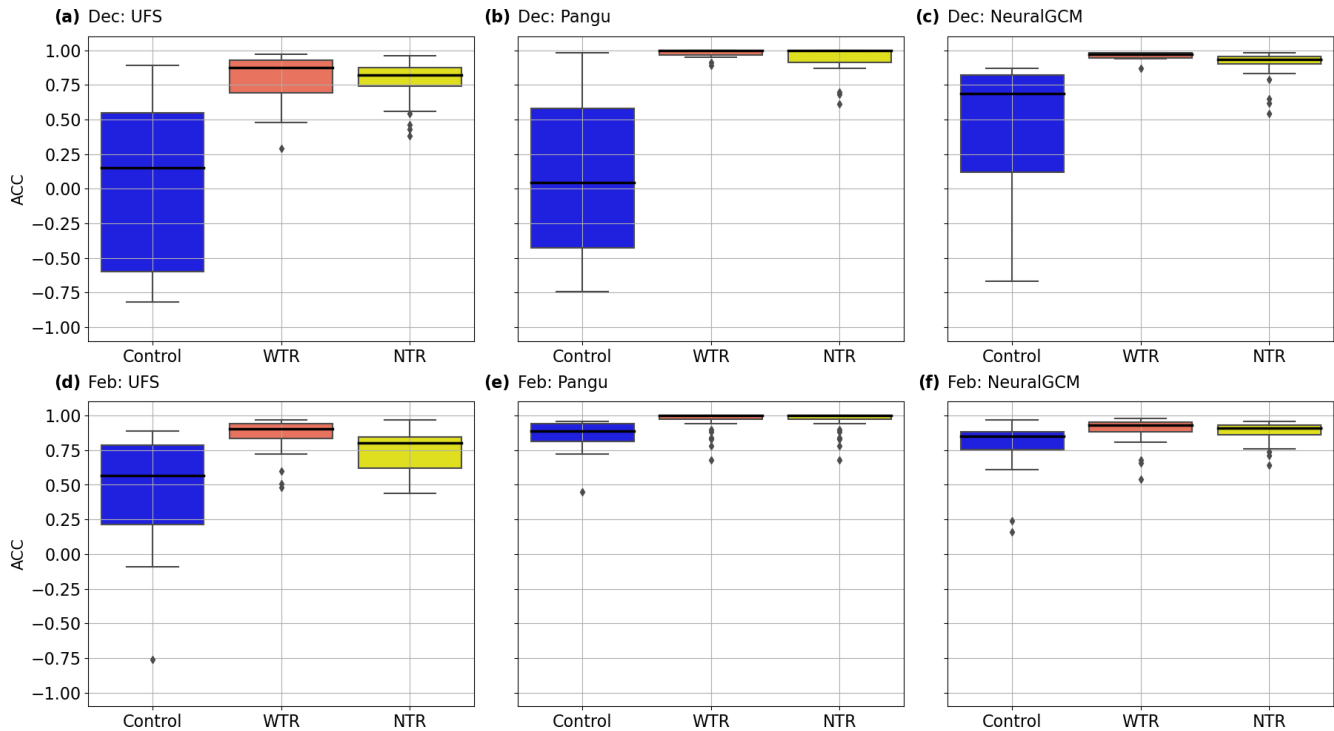 (a) Dec: UFS
(b) Dec: Pangu
(c) Dec: NeuralGCM
ACC
1.00
0.75
0.50
0.25
0.00
−0.25
−0.50
−0.75
−1.00
Control WTR NTR
Control WTR NTR
Control WTR NTR
(d) Feb: UFS
(e) Feb: Pangu
(f) Feb: NeuralGCM
ACC
1.00
0.75
0.50
0.25
0.00
−0.25
−0.50
−0.75
−1.00
Control WTR NTR
Control WTR NTR
Control WTR NTR